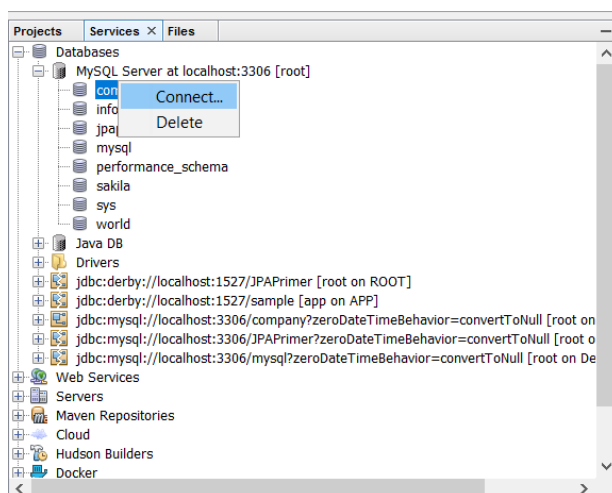 Projects Services × Files
Databases
MySQL Server at localhost:3306 [root]
Connect...
Delete
mysql
performance_schema
sakila
sys
world
Java DB
Drivers
jdbc:derby://localhost:1527/JPAPrimer [root on ROOT]
jdbc:derby://localhost:1527/sample [app on APP]
jdbc:mysql://localhost:3306/company?zeroDateTimeBehavior=convertToNull [root on
jdbc:mysql://localhost:3306/JPAPrimer?zeroDateTimeBehavior=convertToNull [root o
jdbc:mysql://localhost:3306/mysql?zeroDateTimeBehavior=convertToNull [root on De
Web Services
Servers
Maven Repositories
Cloud
Hudson Builders
Docker